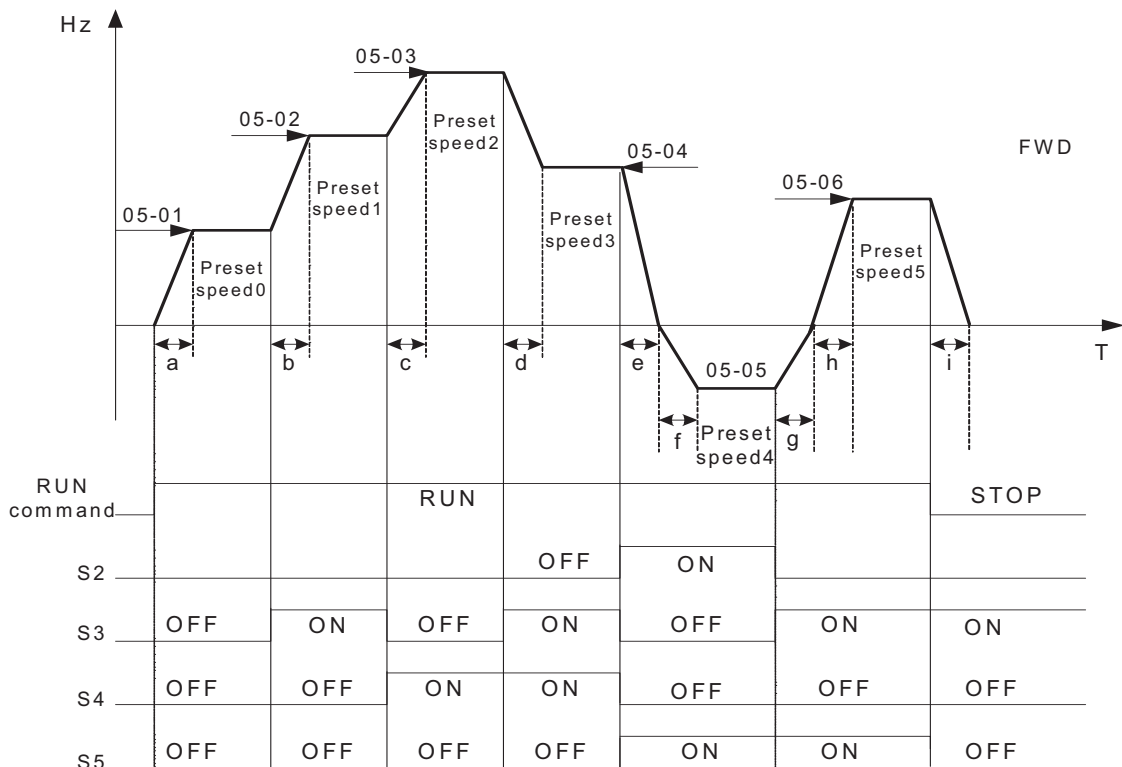 Hz
05-03
05-02
Preset
speed2
05-04
FWD
Preset
speed1
05-06
05-01
Preset
speed3
Preset
speed0
Preset
speed5
T
a
b
c
d
e
05-05
h
i
f
Preset
speed4
g
RUN
command
RUN
STOP
S2
OFF
ON
S3
OFF
ON
OFF
ON
OFF
ON
ON
S4
OFF
OFF
ON
ON
OFF
OFF
OFF
S5
OFF
OFF
OFF
OFF
ON
ON
OFF